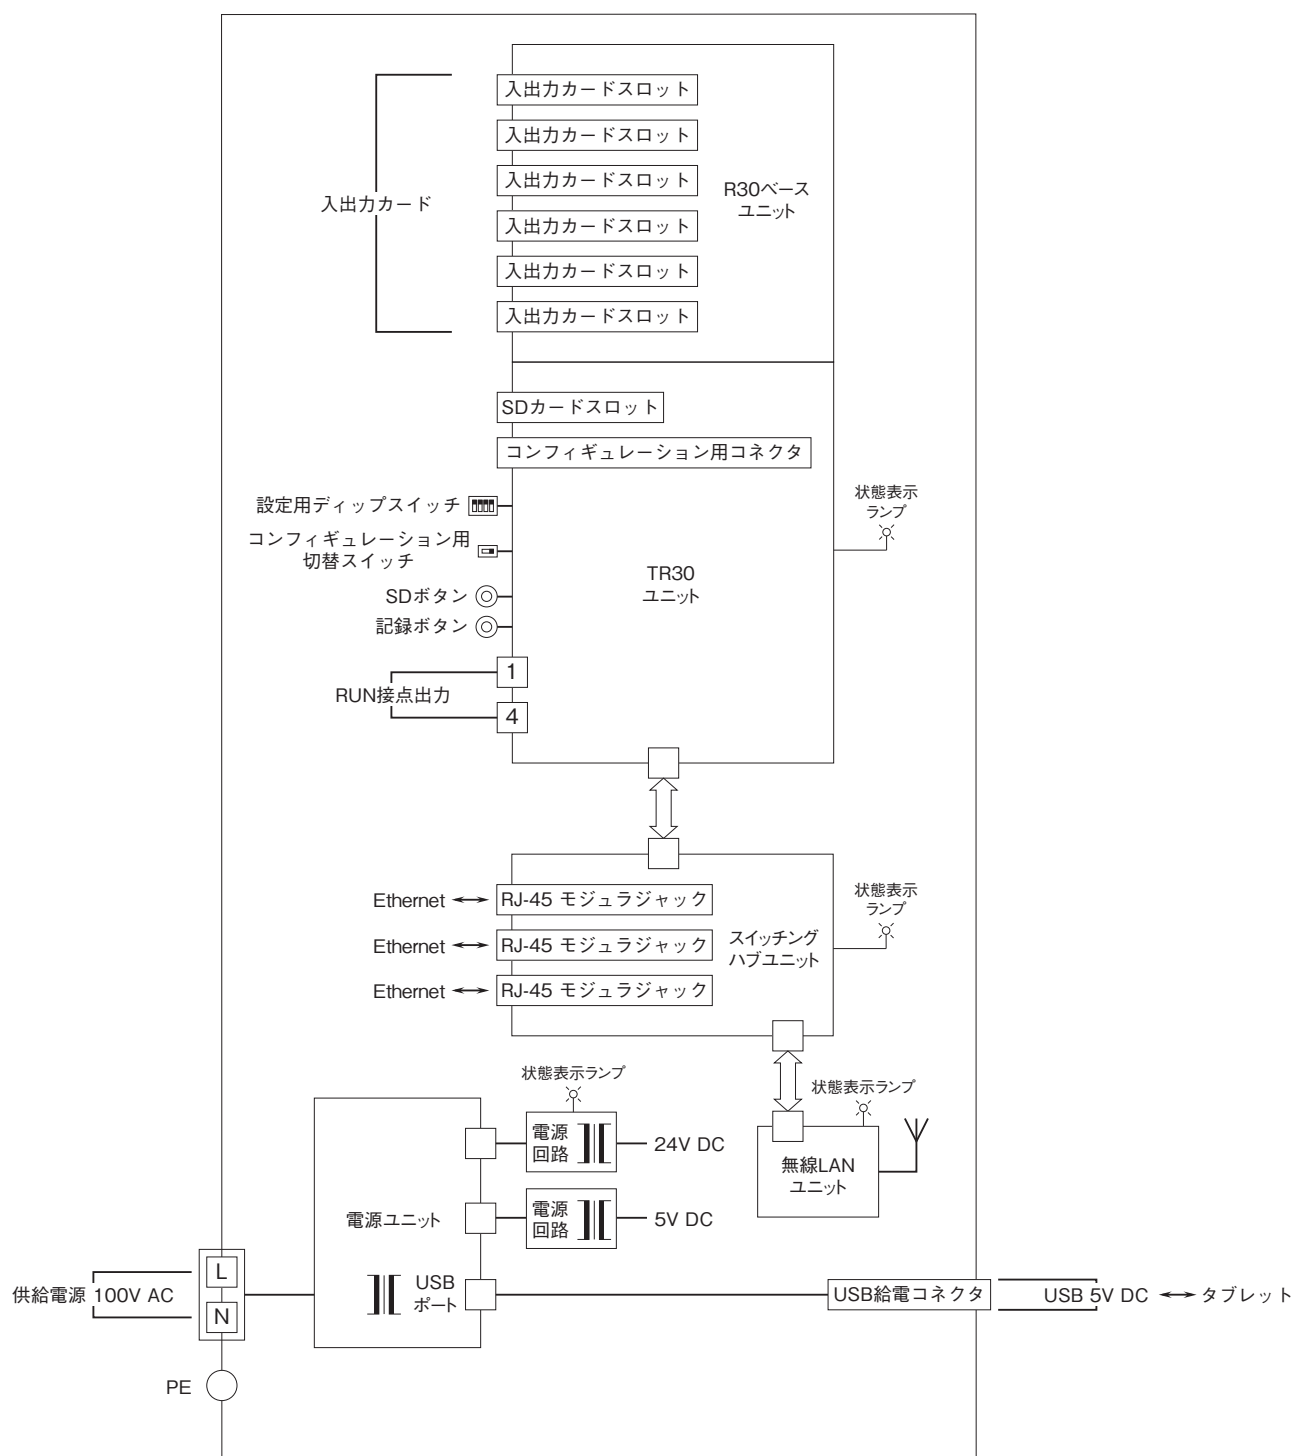 入出力カードスロット
入出力カードスロット
入出力カードスロット
入出力カードスロット
入出力カードスロット
入出力カードスロット
入出力カード
R30ベース
ユニット
SDカードスロット
コンフィギュレーション用コネクタ
設定用ディップスイッチ
コンフィギュレーション用
切替スイッチ
SDボタン
記録ボタン
1
RUN接点出力
4
TR30
ユニット
状態表示
ランプ
Ethernet
RJ-45 モジュラジャック
Ethernet
RJ-45 モジュラジャック
Ethernet
RJ-45 モジュラジャック
スイッチング
ハブユニット
状態表示
ランプ
状態表示ランプ
電源
回路
24V DC
状態表示ランプ
無線LAN
ユニット
電源ユニット
電源
回路
5V DC
供給電源 100V AC
L
N
USB
ポート
USB給電コネクタ
USB 5V DC
タブレット
PE